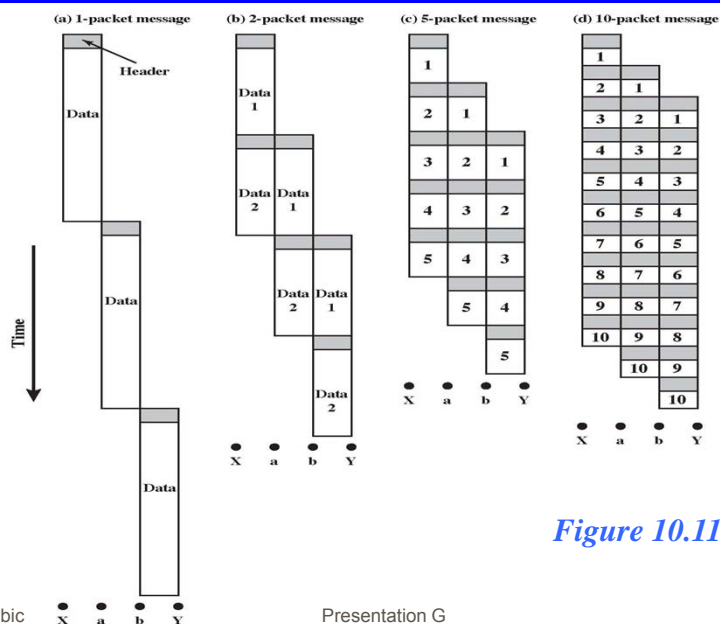 (a) 1-packet message
Header
Data
Data
Data
X a b Y
(b) 2-packet message
Data 1
Data 2 Data 1
Data 2 Data 1
Data 2
X a b Y
(c) 5-packet message
1
2 1
3 2 1
4 3 2
5 4 3
5 4
5
X a b Y
(d) 10-packet message
1
2 1
3 2 1
4 3 2
5 4 3
6 5 4
7 6 5
8 7 6
9 8 7
10 9 8
10 9
10
X a b Y
Time
Figure 10.11
bic
Presentation G